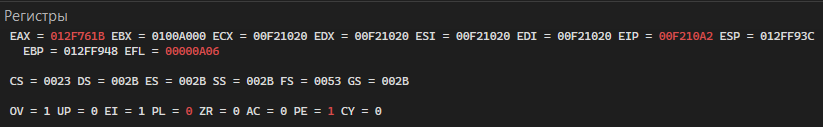 Регистры
EAX = 012F761B EBX = 0100A000 ECX = 00F21020 EDX = 00F21020 ESI = 00F21020 EDI = 00F21020 EIP = 00F210A2 ESP = 012FF93C
EBP = 012FF948 EFL = 00000A06
CS = 0023 DS = 002B ES = 002B SS = 002B FS = 0053 GS = 002B
OV = 1 UP = 0 EI = 1 PL = 0 ZR = 0 AC = 0 PE = 1 CY = 0